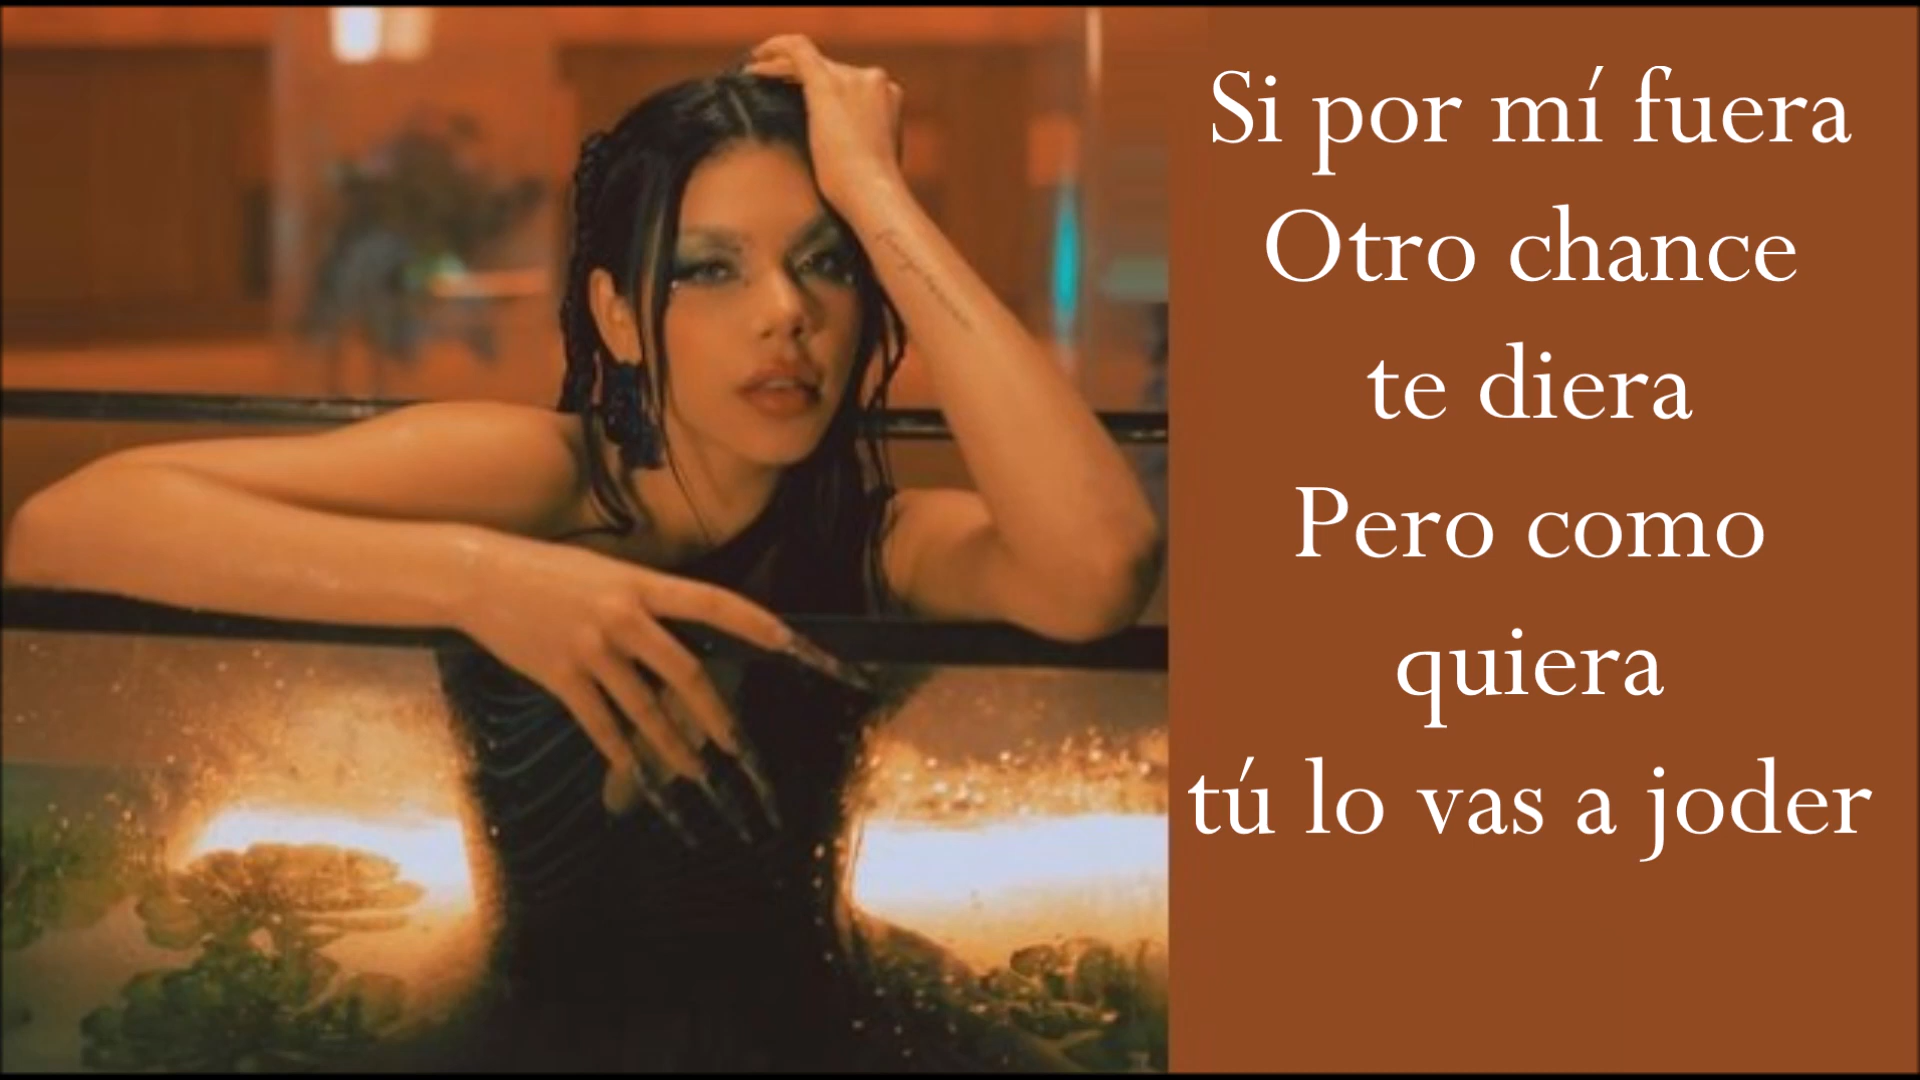 Si por mí fuera
Otro chance
te diera
Pero como
quiera
tú lo vas a joder